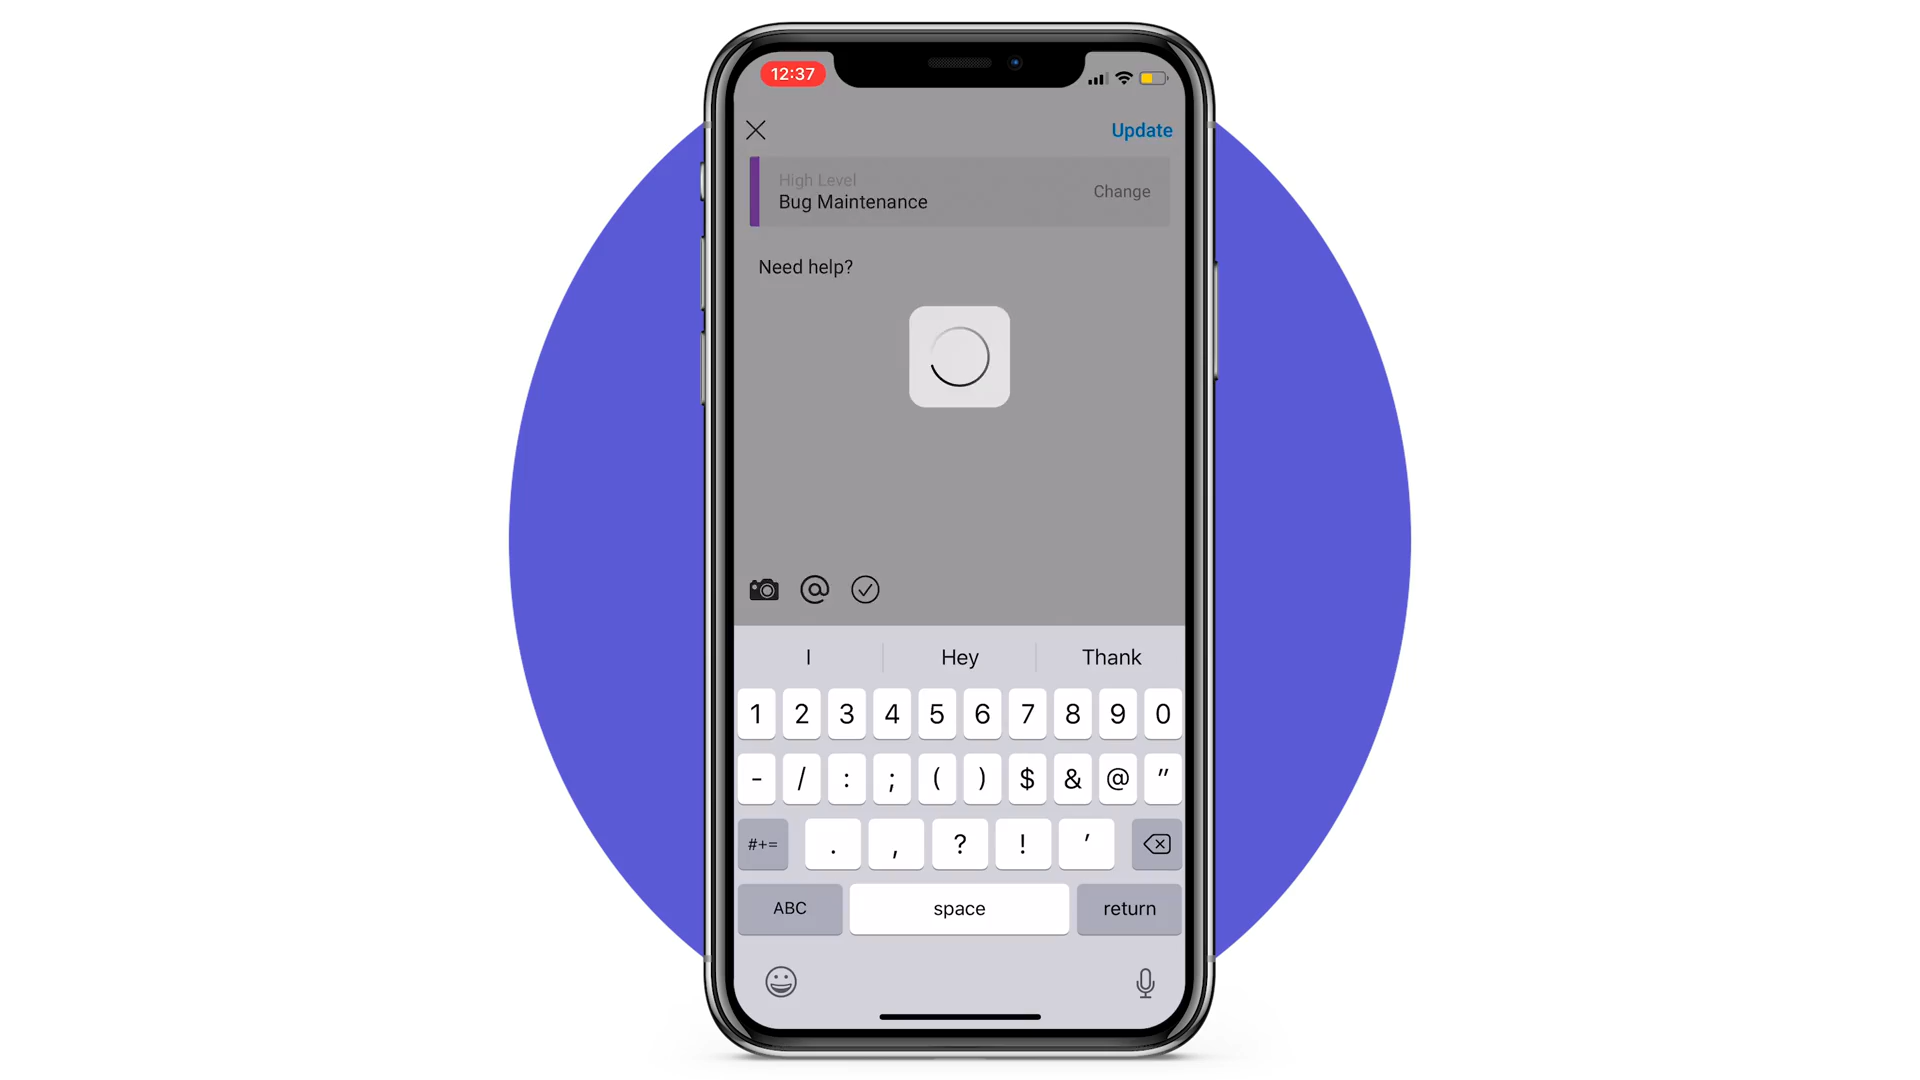 12:37
Update
High Level
Bug Maintenance
Change
Need help?
I Hey Thank
1 2 3 4 5 6 7 8 9 0
- / : ; ( ) $ & @ "
#+= . , ? ! '
ABC space return